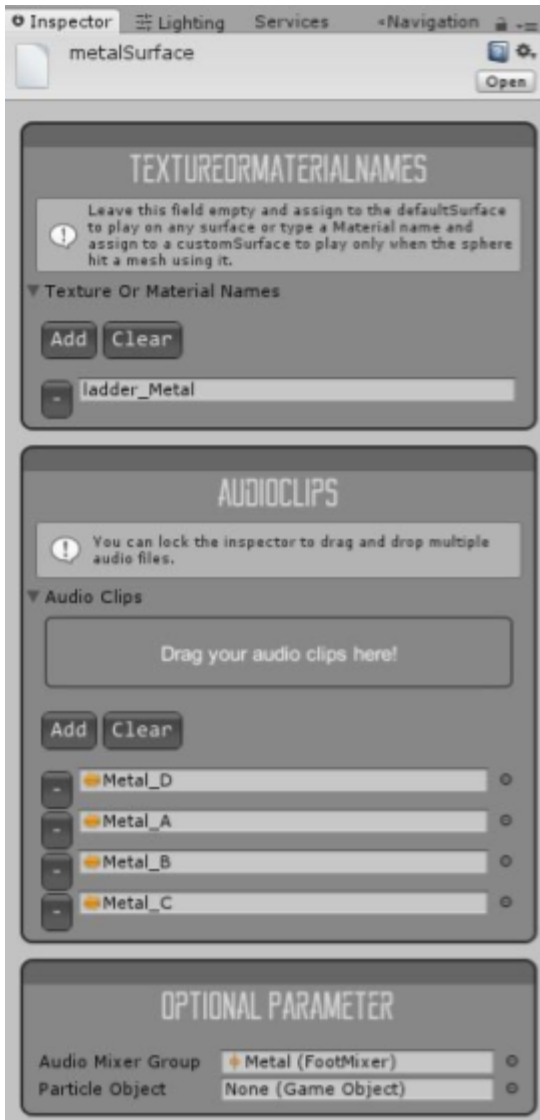 Inspector Lighting Services Navigation
metalSurface
Open
TEXTUREORMATERIALNAMES
Leave this field empty and assign to the defaultSurface
to play on any surface or type a Material name and
assign to a customSurface to play only when the sphere
hit a mesh using it.
Texture Or Material Names
Add Clear
- ladder_Metal
AUDIOCLIPS
You can lock the inspector to drag and drop multiple
audio files.
Audio Clips
Drag your audio clips here!
Add Clear
- Metal_D
- Metal_A
- Metal_B
- Metal_C
OPTIONAL PARAMETER
Audio Mixer Group Metal (FootMixer)
Particle Object None (Game Object)